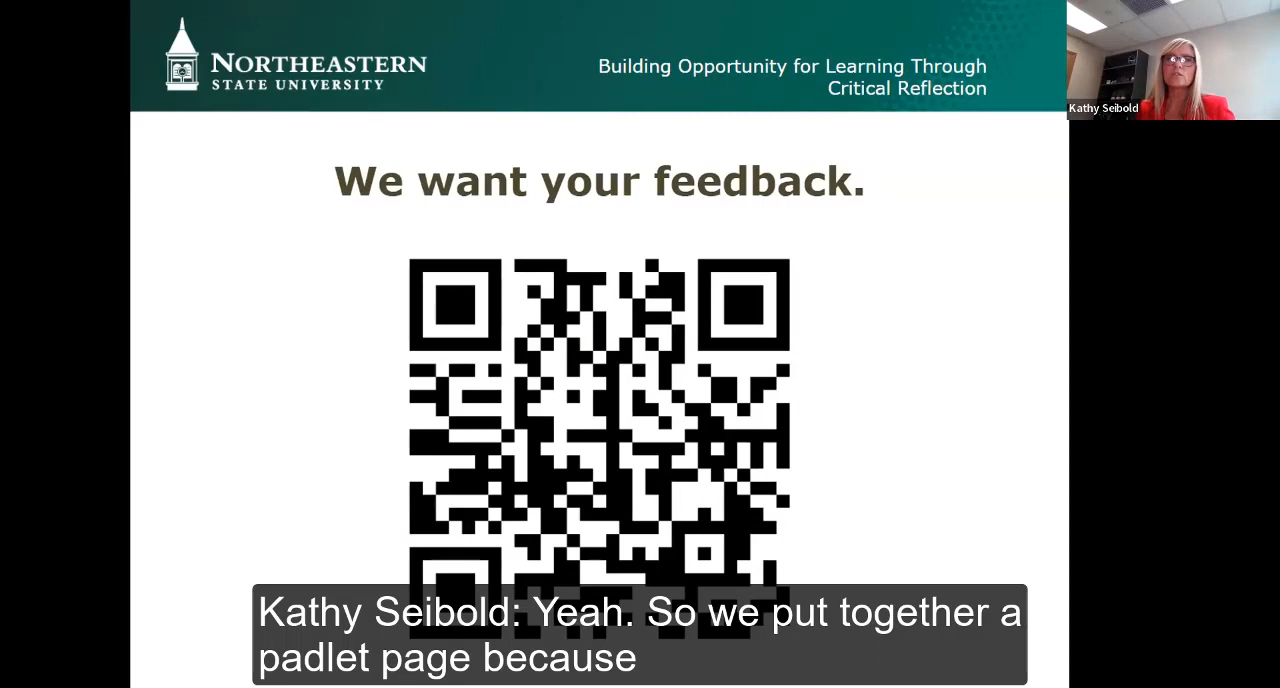 NORTHEASTERN
STATE UNIVERSITY
Building Opportunity for Learning Through
Critical Reflection
Kathy Seibold
We want your feedback.
Kathy Seibold: Yeah. So we put together a
padlet page because